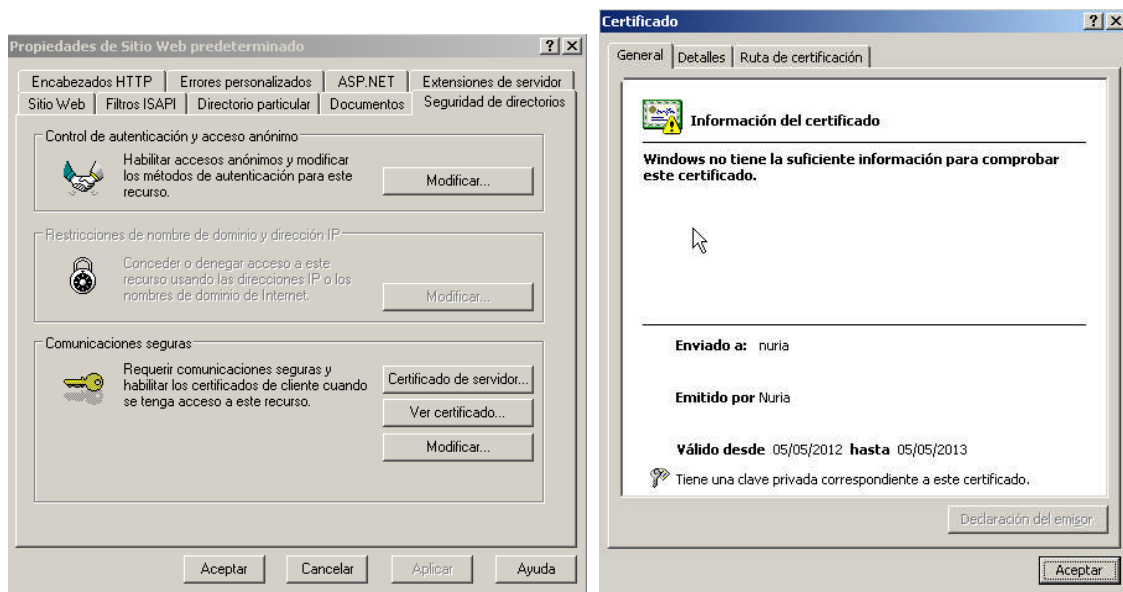 Propiedades de Sitio Web predeterminado
Encabezados HTTP
Errores personalizados
ASP.NET
Extensiones de servidor
Sitio Web
Filtros ISAPI
Directorio particular
Documentos
Seguridad de directorios
Control de autenticación y acceso anónimo
Habilitar accesos anónimos y modificar
los métodos de autenticación para este
recurso.
Modificar...
Restricciones de nombre de dominio y dirección IP
Conceder o denegar acceso a este
recurso usando las direcciones IP o los
nombres de dominio de Internet.
Modificar...
Comunicaciones seguras
Requerir comunicaciones seguras y
habilitar los certificados de cliente cuando
se tenga acceso a este recurso.
Certificado de servidor...
Ver certificado...
Modificar...
Aceptar
Cancelar
Aplicar
Ayuda
Certificado
General
Detalles
Ruta de certificación
Información del certificado
Windows no tiene la suficiente información para comprobar
este certificado.
Enviado a: nuria
Emitido por Nuria
Válido desde 05/05/2012 hasta 05/05/2013
Tiene una clave privada correspondiente a este certificado.
Declaración del emisor
Aceptar